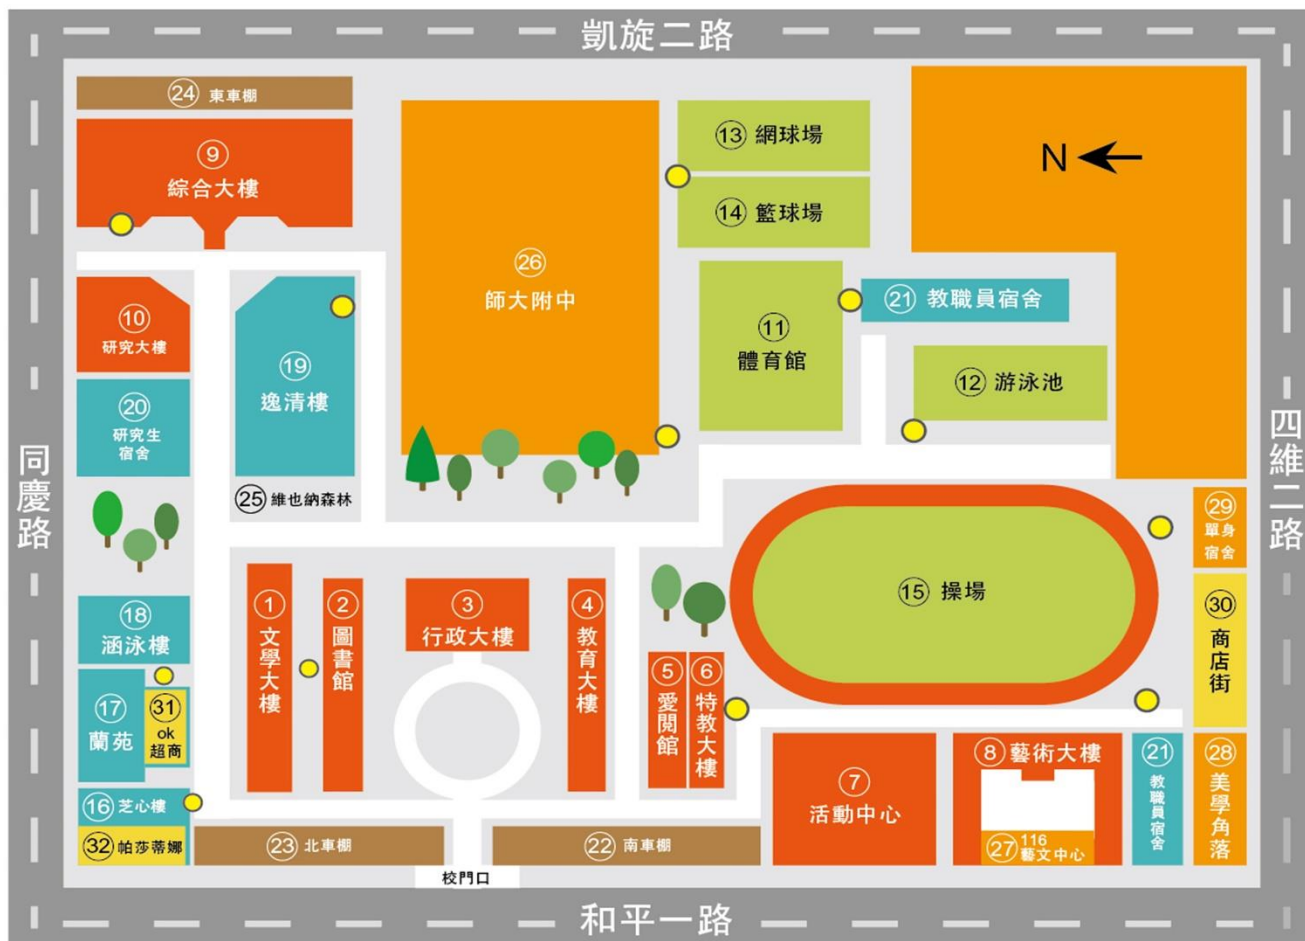 凱旋二路
24 東車棚
9
綜合大樓
13 網球場
14 籃球場
N
26
師大附中
10
研究大樓
19
逸清樓
11
體育館
21 教職員宿舍
12 游泳池
20
研究生
宿舍
25 維也納森林
同慶路
四維二路
29
單身
宿舍
1
文學大樓
2
圖書館
3
行政大樓
4
教育大樓
15 操場
30
商店街
18
涵泳樓
5
愛閱館
6
特教大樓
17
蘭苑
31
ok
超商
7
活動中心
8 藝術大樓
21
教職員宿舍
28
美學角落
16 芝心樓
32 帕莎蒂娜
23 北車棚
22 南車棚
27 116
藝文中心
校門口
和平一路